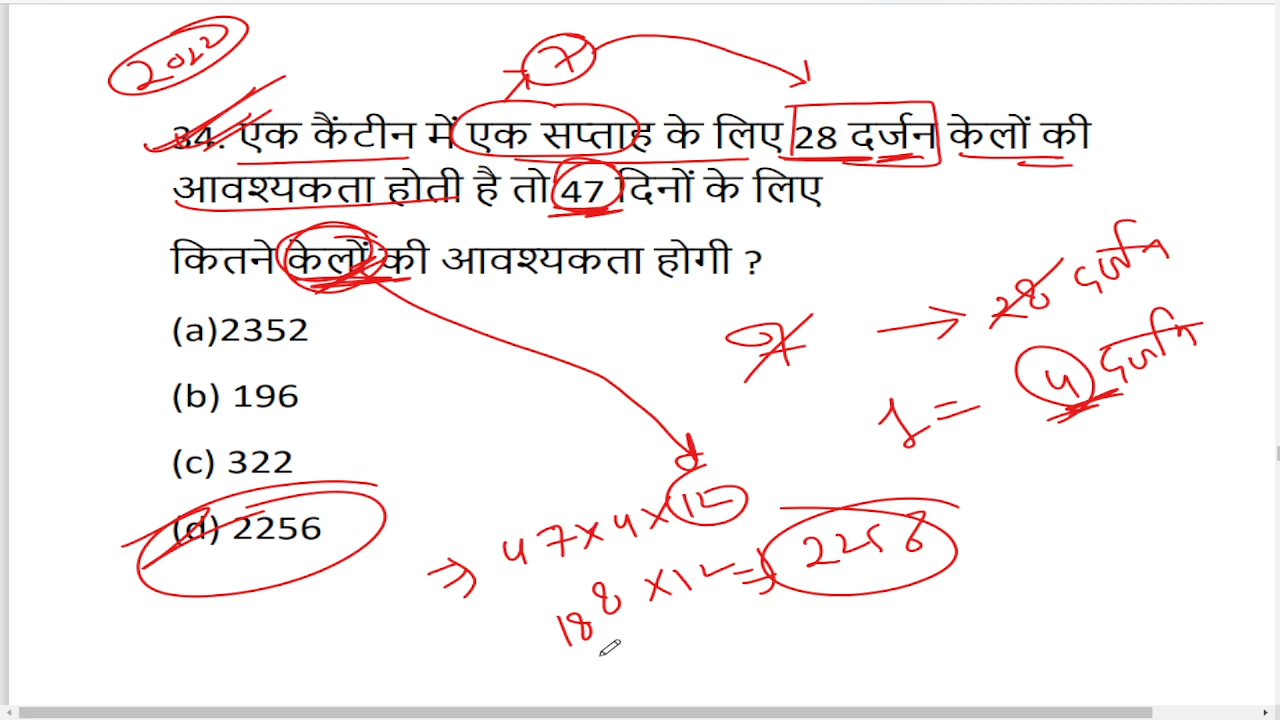 2022
7
34. एक कैंटीन में एक सप्ताह के लिए 28 दर्जन केलों की
आवश्यकता होती है तो 47 दिनों के लिए
कितने केलों की आवश्यकता होगी ?
(a)2352
(b) 196
(c) 322
(d) 2256
7 → 28 दर्जन
1 = 4 दर्जन
⇒ 47×4×12
188×12 ⇒ 2256